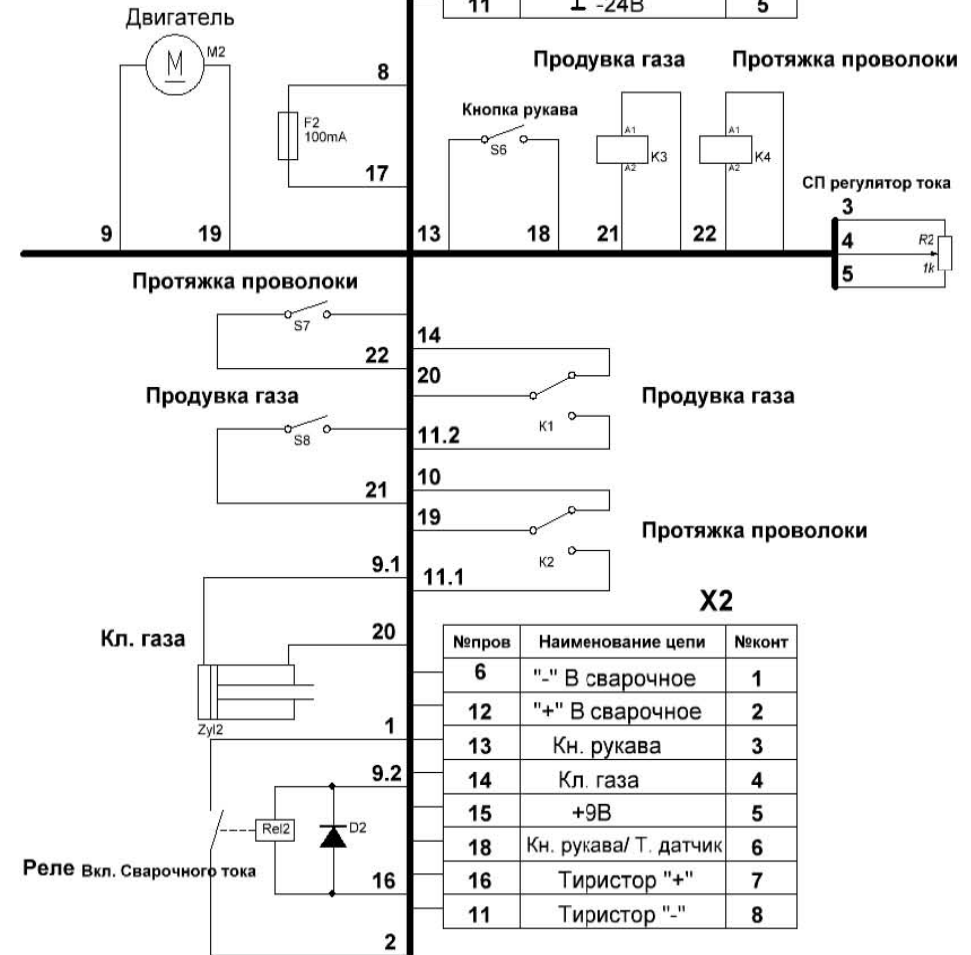 11 ⊥ -24В 5
Двигатель
M
M2
8
F2
100mA
17
9
19
Продувка газа
Протяжка проволоки
Кнопка рукава
S6
A1
A2
K3
A1
A2
K4
СП регулятор тока
3
4
5
R2
1k
13
18
21
22
Протяжка проволоки
S7
22
14
20
11.2
K1
Продувка газа
Продувка газа
S8
21
10
19
11.1
K2
Протяжка проволоки
9.1
Кл. газа
20
Zyl2
1
9.2
Rel2
D2
Реле Вкл. Сварочного тока
16
2
X2
№пров Наименование цепи №конт
6 "-" В сварочное 1
12 "+" В сварочное 2
13 Кн. рукава 3
14 Кл. газа 4
15 +9В 5
18 Кн. рукава/ Т. датчик 6
16 Тиристор "+" 7
11 Тиристор "-" 8